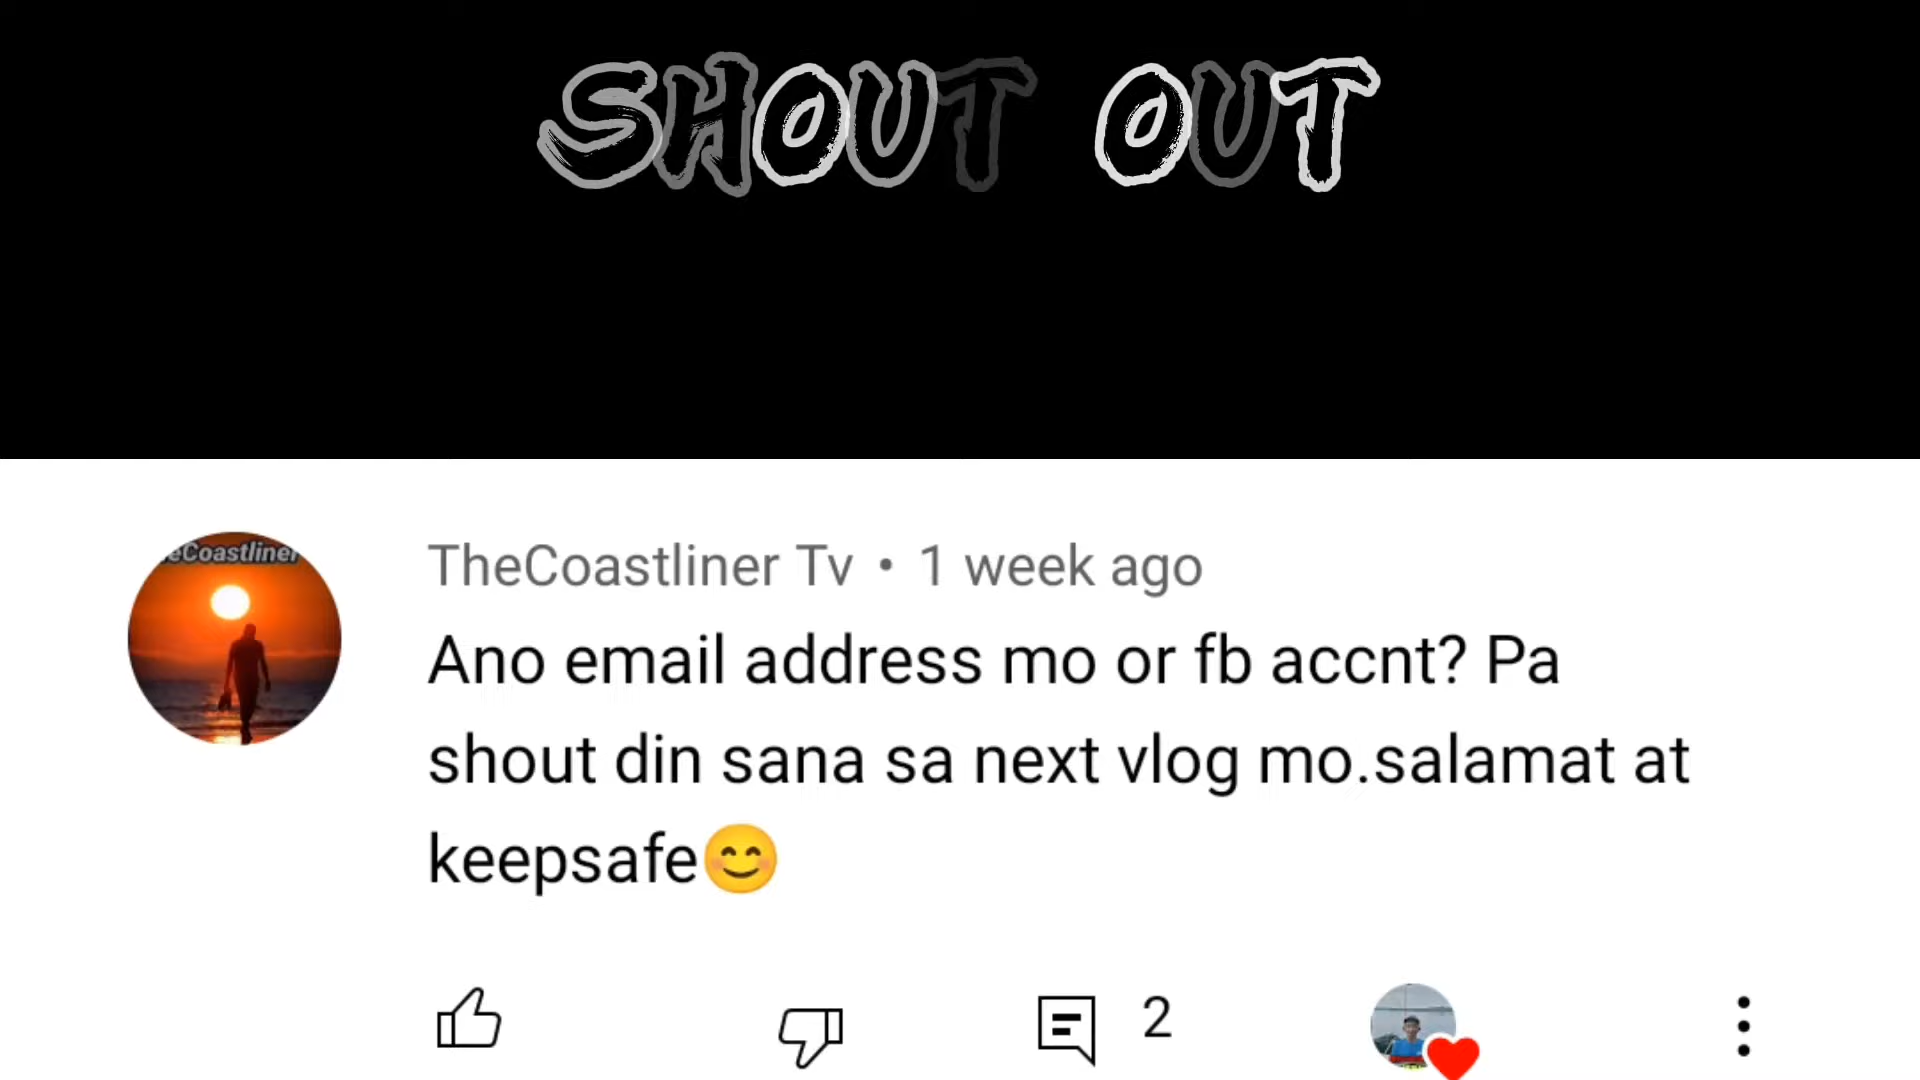 SHOUT OUT
eCoastliner
TheCoastliner Tv • 1 week ago
Ano email address mo or fb accnt? Pa
shout din sana sa next vlog mo.salamat at
keepsafe😊
2